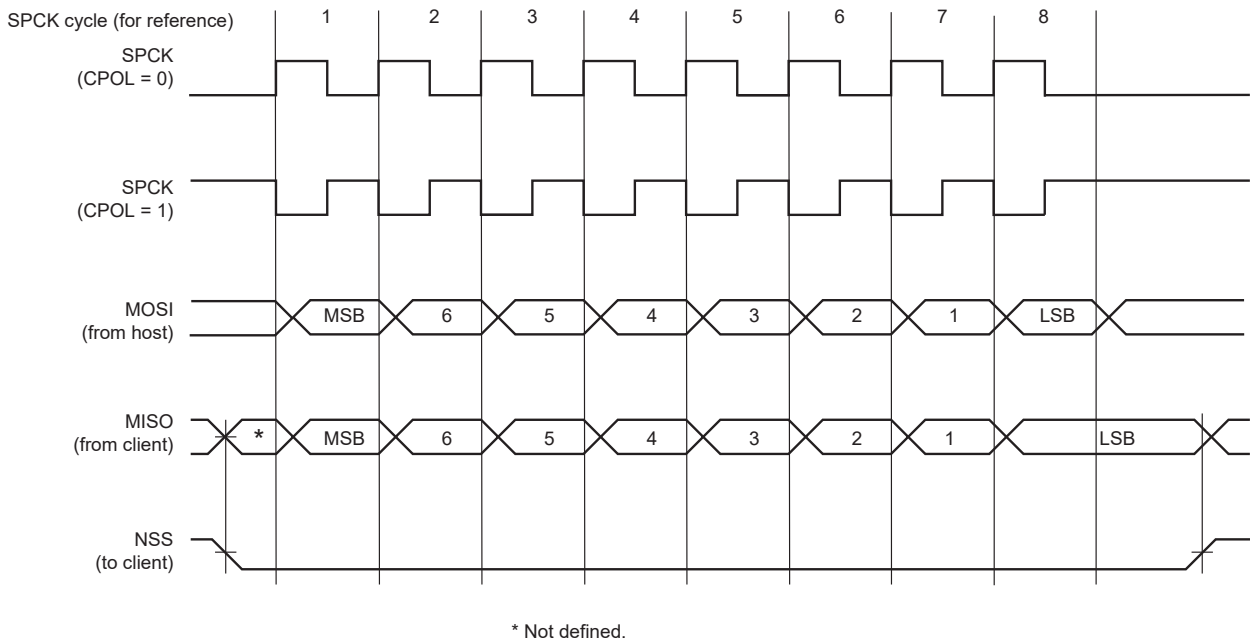 SPCK cycle (for reference) 1 2 3 4 5 6 7 8
SPCK
(CPOL = 0)
SPCK
(CPOL = 1)
MOSI
(from host)
MSB 6 5 4 3 2 1 LSB
MISO
(from client)
* MSB 6 5 4 3 2 1 LSB
NSS
(to client)
* Not defined.